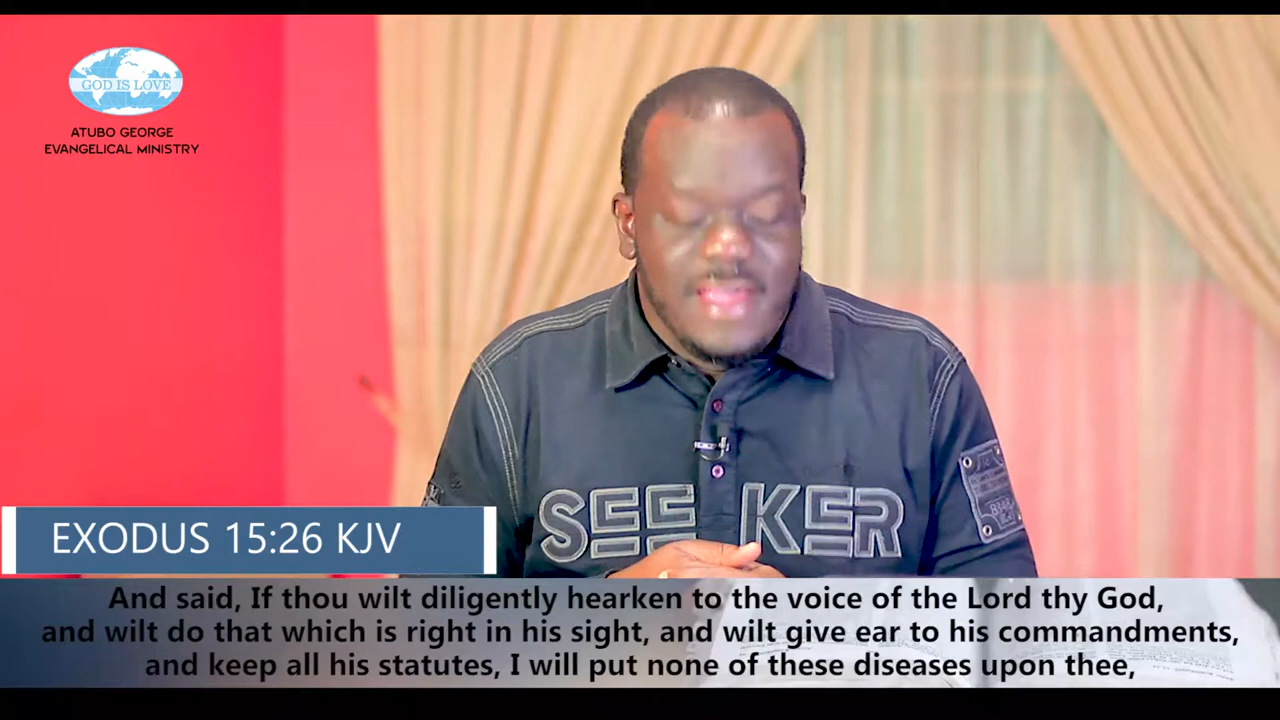 GOD IS LOVE
ATUBO GEORGE
EVANGELICAL MINISTRY
SEEKER
EXODUS 15:26 KJV
And said, If thou wilt diligently hearken to the voice of the Lord thy God,
and wilt do that which is right in his sight, and wilt give ear to his commandments,
and keep all his statutes, I will put none of these diseases upon thee,